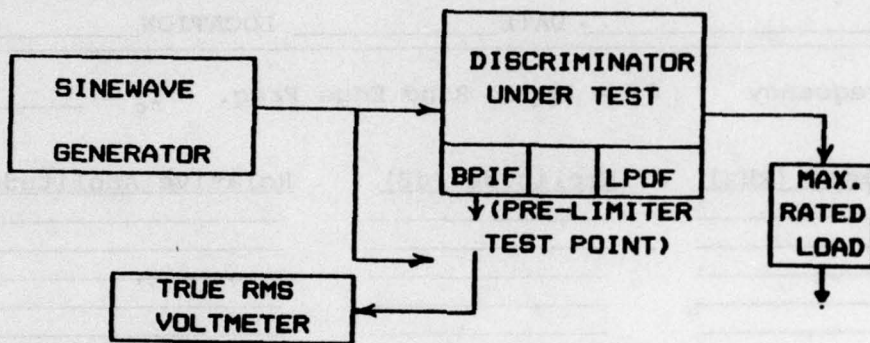 SINEWAVE
GENERATOR
DISCRIMINATOR
UNDER TEST
BPIF
LPOF
(PRE-LIMITER
TEST POINT)
MAX.
RATED
LOAD
TRUE RMS
VOLTMETER